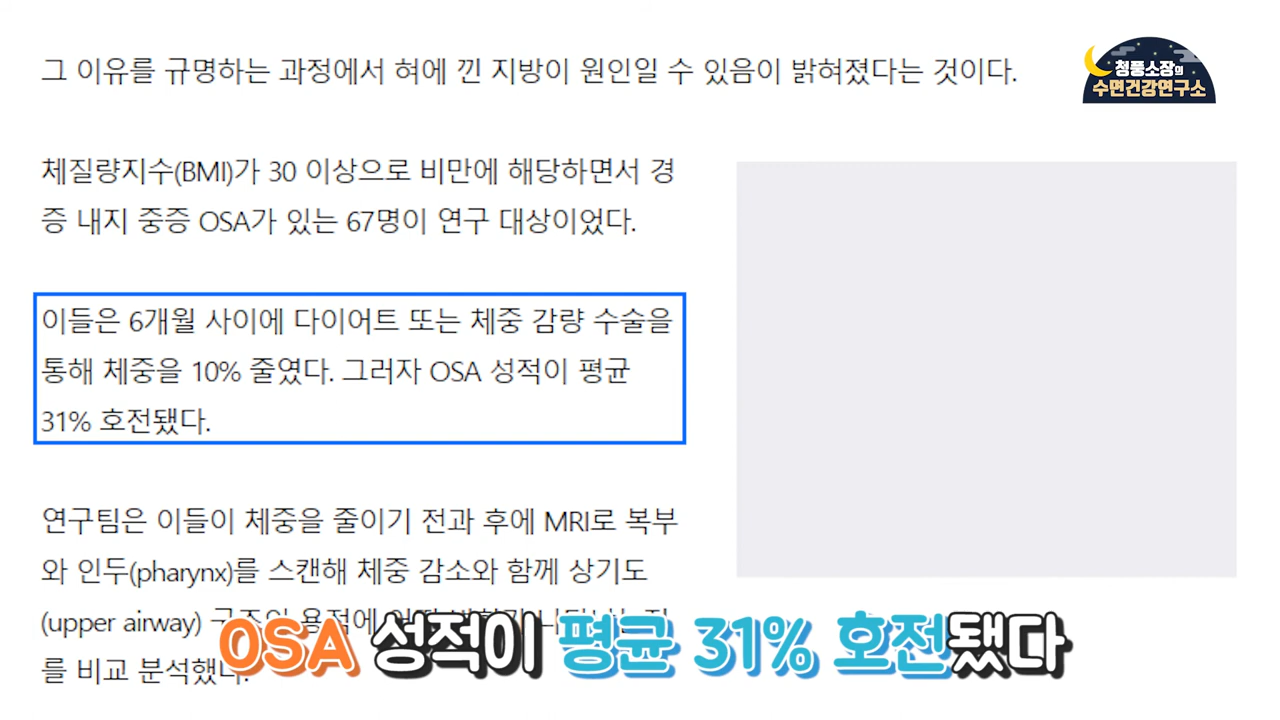 그 이유를 규명하는 과정에서 혀에 낀 지방이 원인일 수 있음이 밝혀졌다는 것이다.
청풍소장의
수면건강연구소
체질량지수(BMI)가 30 이상으로 비만에 해당하면서 경
증 내지 중증 OSA가 있는 67명이 연구 대상이었다.
이들은 6개월 사이에 다이어트 또는 체중 감량 수술을
통해 체중을 10% 줄였다. 그러자 OSA 성적이 평균
31% 호전됐다.
연구팀은 이들이 체중을 줄이기 전과 후에 MRI로 복부
와 인두(pharynx)를 스캔해 체중 감소와 함께 상기도
(upper airway)
를 비교 분석했다.
OSA 성적이 평균 31% 호전됐다